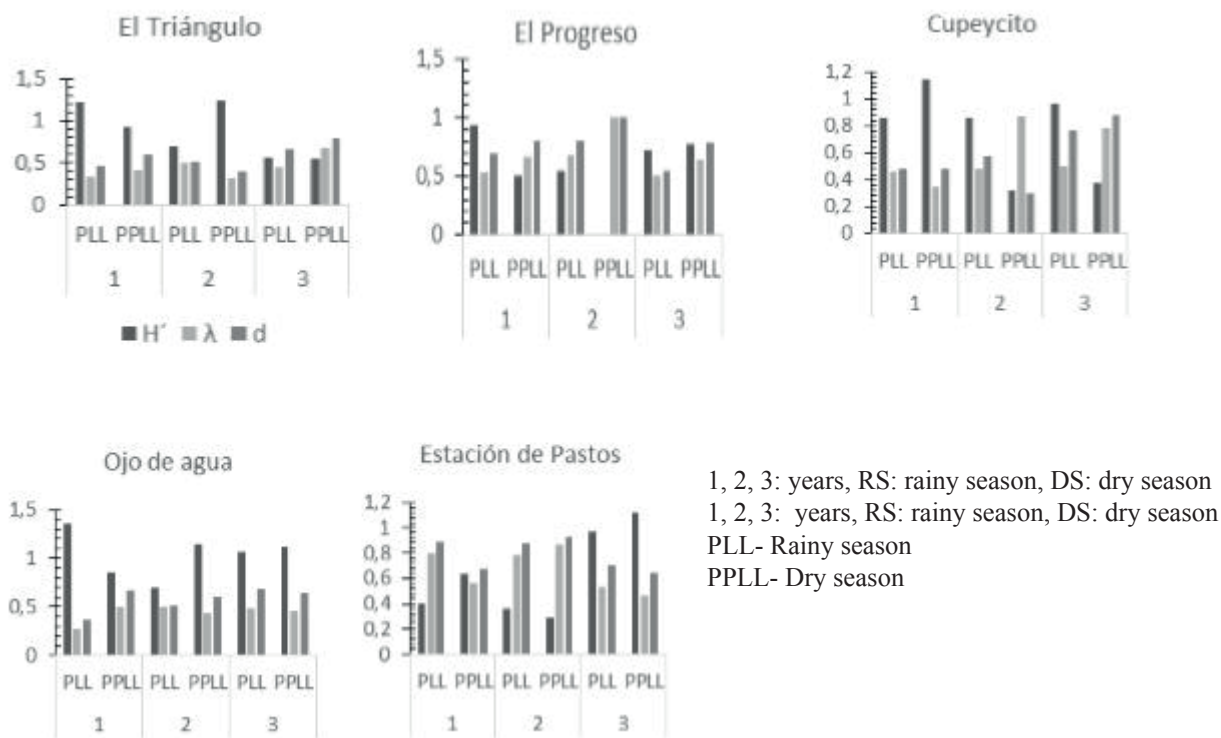 El Triángulo
1,5
1
0,5
0
PLL PPLL PLL PPLL PLL PPLL
1 2 3
H´ λ d
El Progreso
1,5
1
0,5
0
PLL PPLL PLL PPLL PLL PPLL
1 2 3
Cupeycito
1,2
1
0,8
0,6
0,4
0,2
0
PLL PPLL PLL PPLL PLL PPLL
1 2 3
Ojo de agua
1,5
1
0,5
0
PLL PPLL PLL PPLL PLL PPLL
1 2 3
Estación de Pastos
1,2
1
0,8
0,6
0,4
0,2
0
PLL PPLL PLL PPLL PLL PPLL
1 2 3
1, 2, 3: years, RS: rainy season, DS: dry season
1, 2, 3: years, RS: rainy season, DS: dry season
PLL- Rainy season
PPLL- Dry season